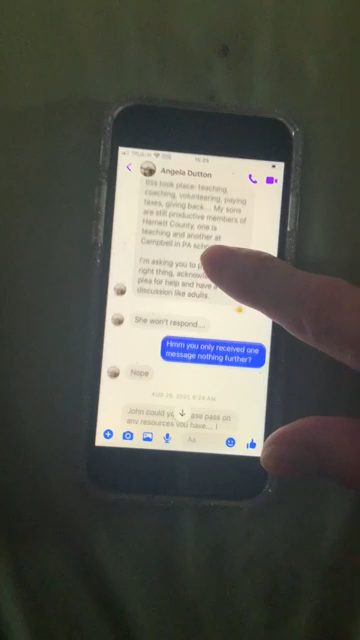 Angela Dutton
this took place: teaching,
coaching, volunteering, paying
taxes, giving back... My sons
are still productive members of
Harnett County, one is
teaching and another at
Campbell in PA
I'm asking you to
right thing,
plea for help and have a
discussion like adults
She won't respond....
Hmm you only received one
message nothing further?
Nope
AUG 28, 2021
John could pass on
any resources you have.... I
Aa